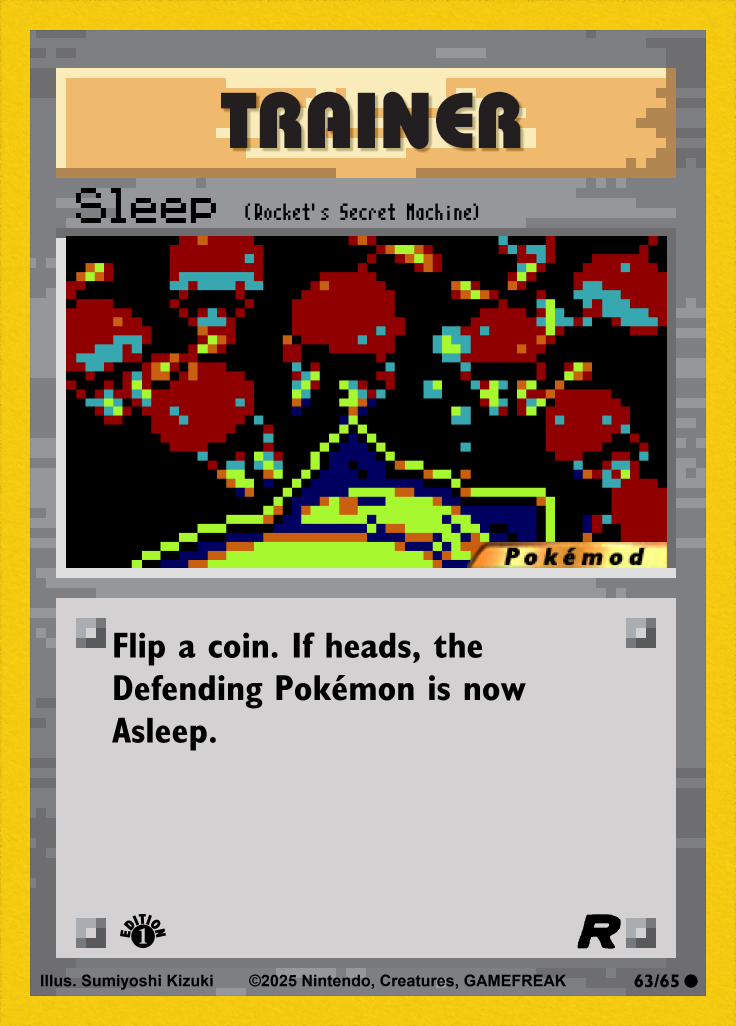 TRAINER
Sleep (Rocket's Secret Machine)
Pokémod
Flip a coin. If heads, the
Defending Pokémon is now
Asleep.
EDITION
1
R
Illus. Sumiyoshi Kizuki ©2025 Nintendo, Creatures, GAMEFREAK 63/65